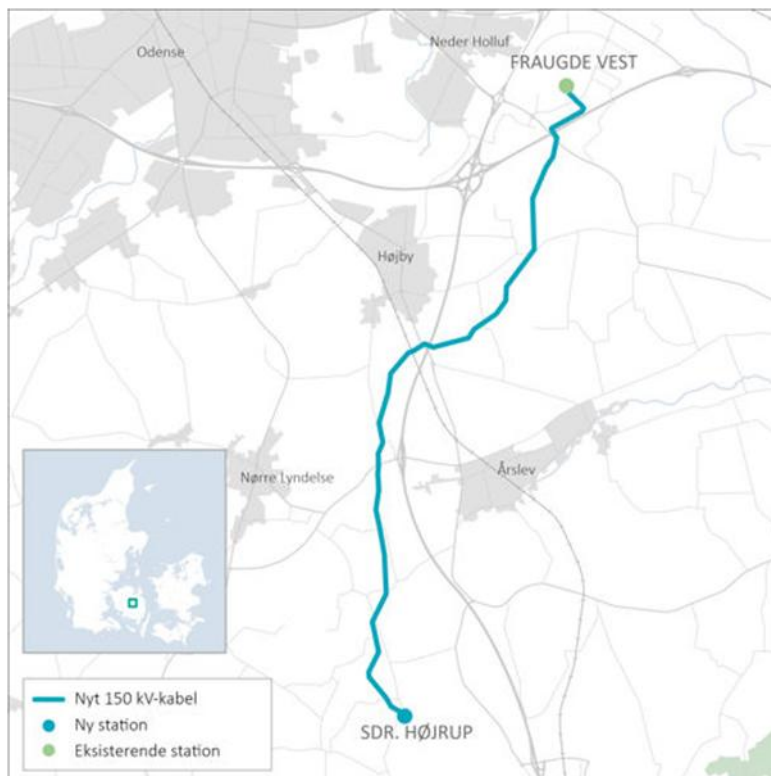 Neder Holluf
Odense
FRAUGDE VEST
Højby
Nørre Lyndelse
Årslev
Nyt 150 kV-kabel
Ny station
Eksisterende station
SDR. HØJRUP